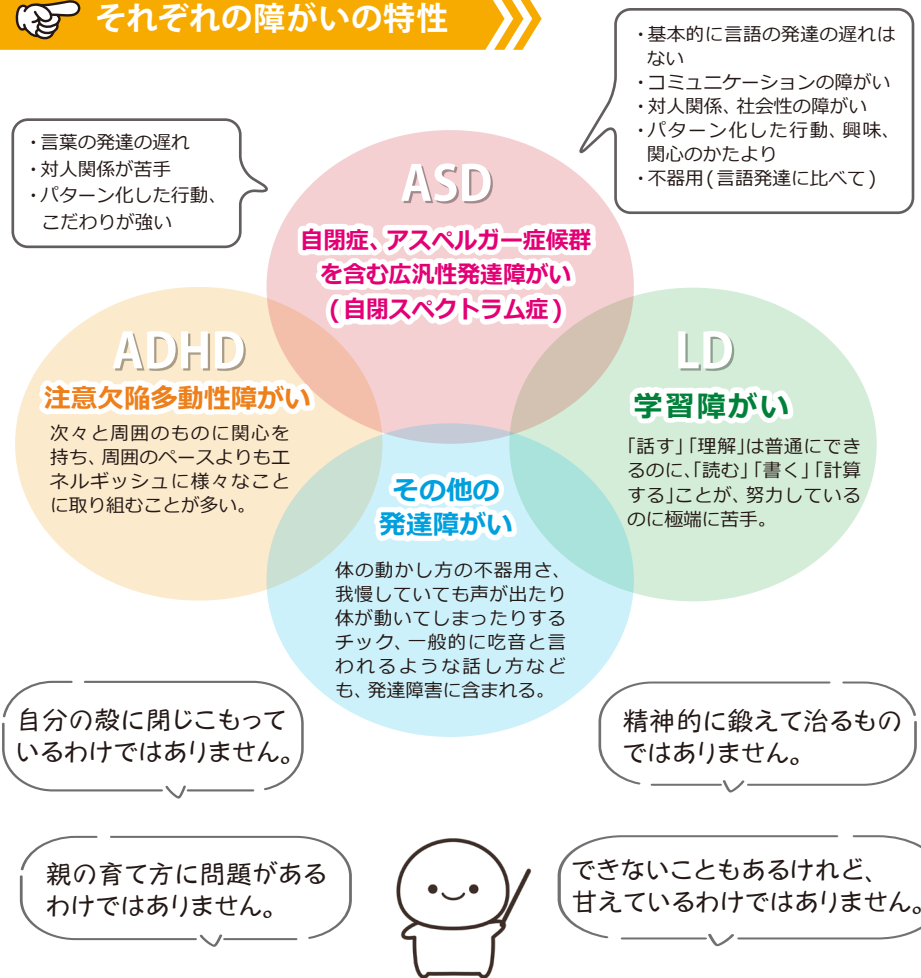 それぞれの障がいの特性
・言葉の発達の遅れ
・対人関係が苦手
・パターン化した行動、
こだわりが強い
・基本的に言語の発達の遅れは
ない
・コミュニケーションの障がい
・対人関係、社会性の障がい
・パターン化した行動、興味、
関心のかたより
・不器用(言語発達に比べて)
ASD
自閉症、アスペルガー症候群
を含む広汎性発達障がい
(自閉スペクトラム症)
ADHD
注意欠陥多動性障がい
次々と周囲のものに関心を
持ち、周囲のペースよりもエ
ネルギッシュに様々なこと
に取り組むことが多い。
LD
学習障がい
「話す」「理解」は普通にでき
るのに、「読む」「書く」「計算
する」ことが、努力している
のに極端に苦手。
その他の
発達障がい
体の動かし方の不器用さ、
我慢していても声が出たり
体が動いてしまったりする
チック、一般的に吃音と言
われるような話し方など
も、発達障害に含まれる。
自分の殻に閉じこもって
いるわけではありません。
精神的に鍛えて治るもの
ではありません。
親の育て方に問題がある
わけではありません。
できないこともあるけれど、
甘えているわけではありません。